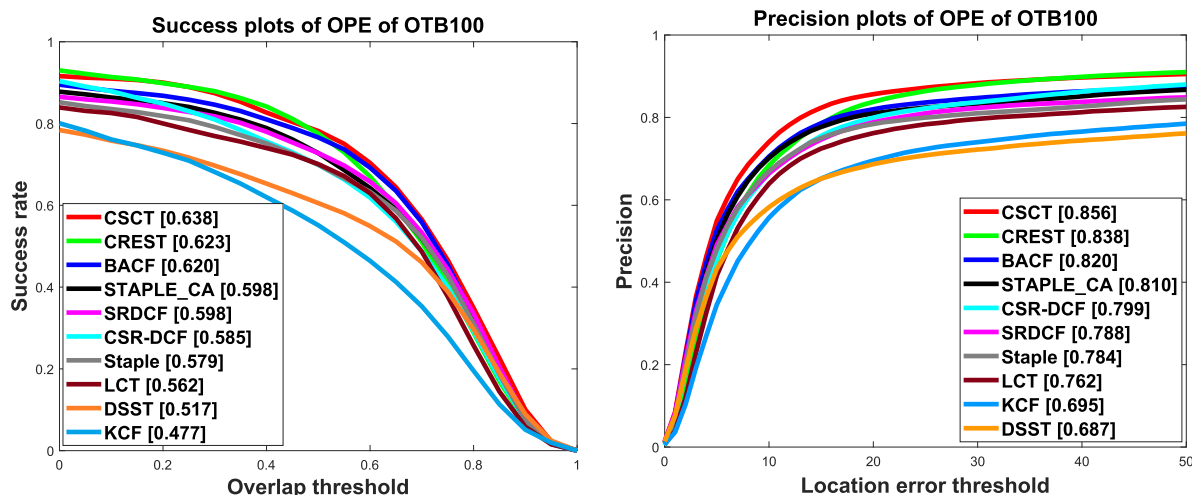 Success plots of OPE of OTB100
1
0.8
0.6
0.4
0.2
0
Success rate
CSCT [0.638]
CREST [0.623]
BACF [0.620]
STAPLE_CA [0.598]
SRDCF [0.598]
CSR-DCF [0.585]
Staple [0.579]
LCT [0.562]
DSST [0.517]
KCF [0.477]
0 0.2 0.4 0.6 0.8 1
Overlap threshold
Precision plots of OPE of OTB100
1
0.8
0.6
0.4
0.2
0
Precision
CSCT [0.856]
CREST [0.838]
BACF [0.820]
STAPLE_CA [0.810]
CSR-DCF [0.799]
SRDCF [0.788]
Staple [0.784]
LCT [0.762]
KCF [0.695]
DSST [0.687]
0 10 20 30 40 50
Location error threshold